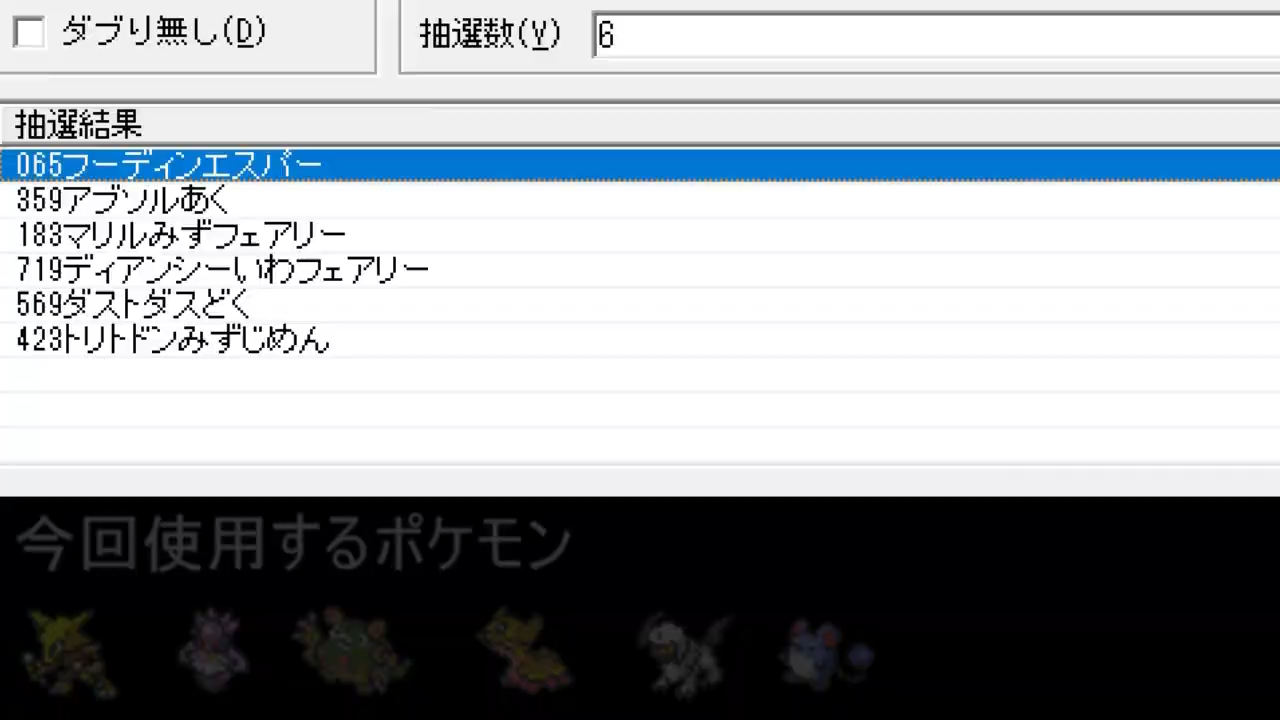 ダブり無し(D)
抽選数(V) 6
抽選結果
065フーディンエスパー
359アブソルあく
183マリルみずフェアリー
719ディアンシーいわフェアリー
569ダストダスどく
423トリトドンみずじめん
今回使用するポケモン